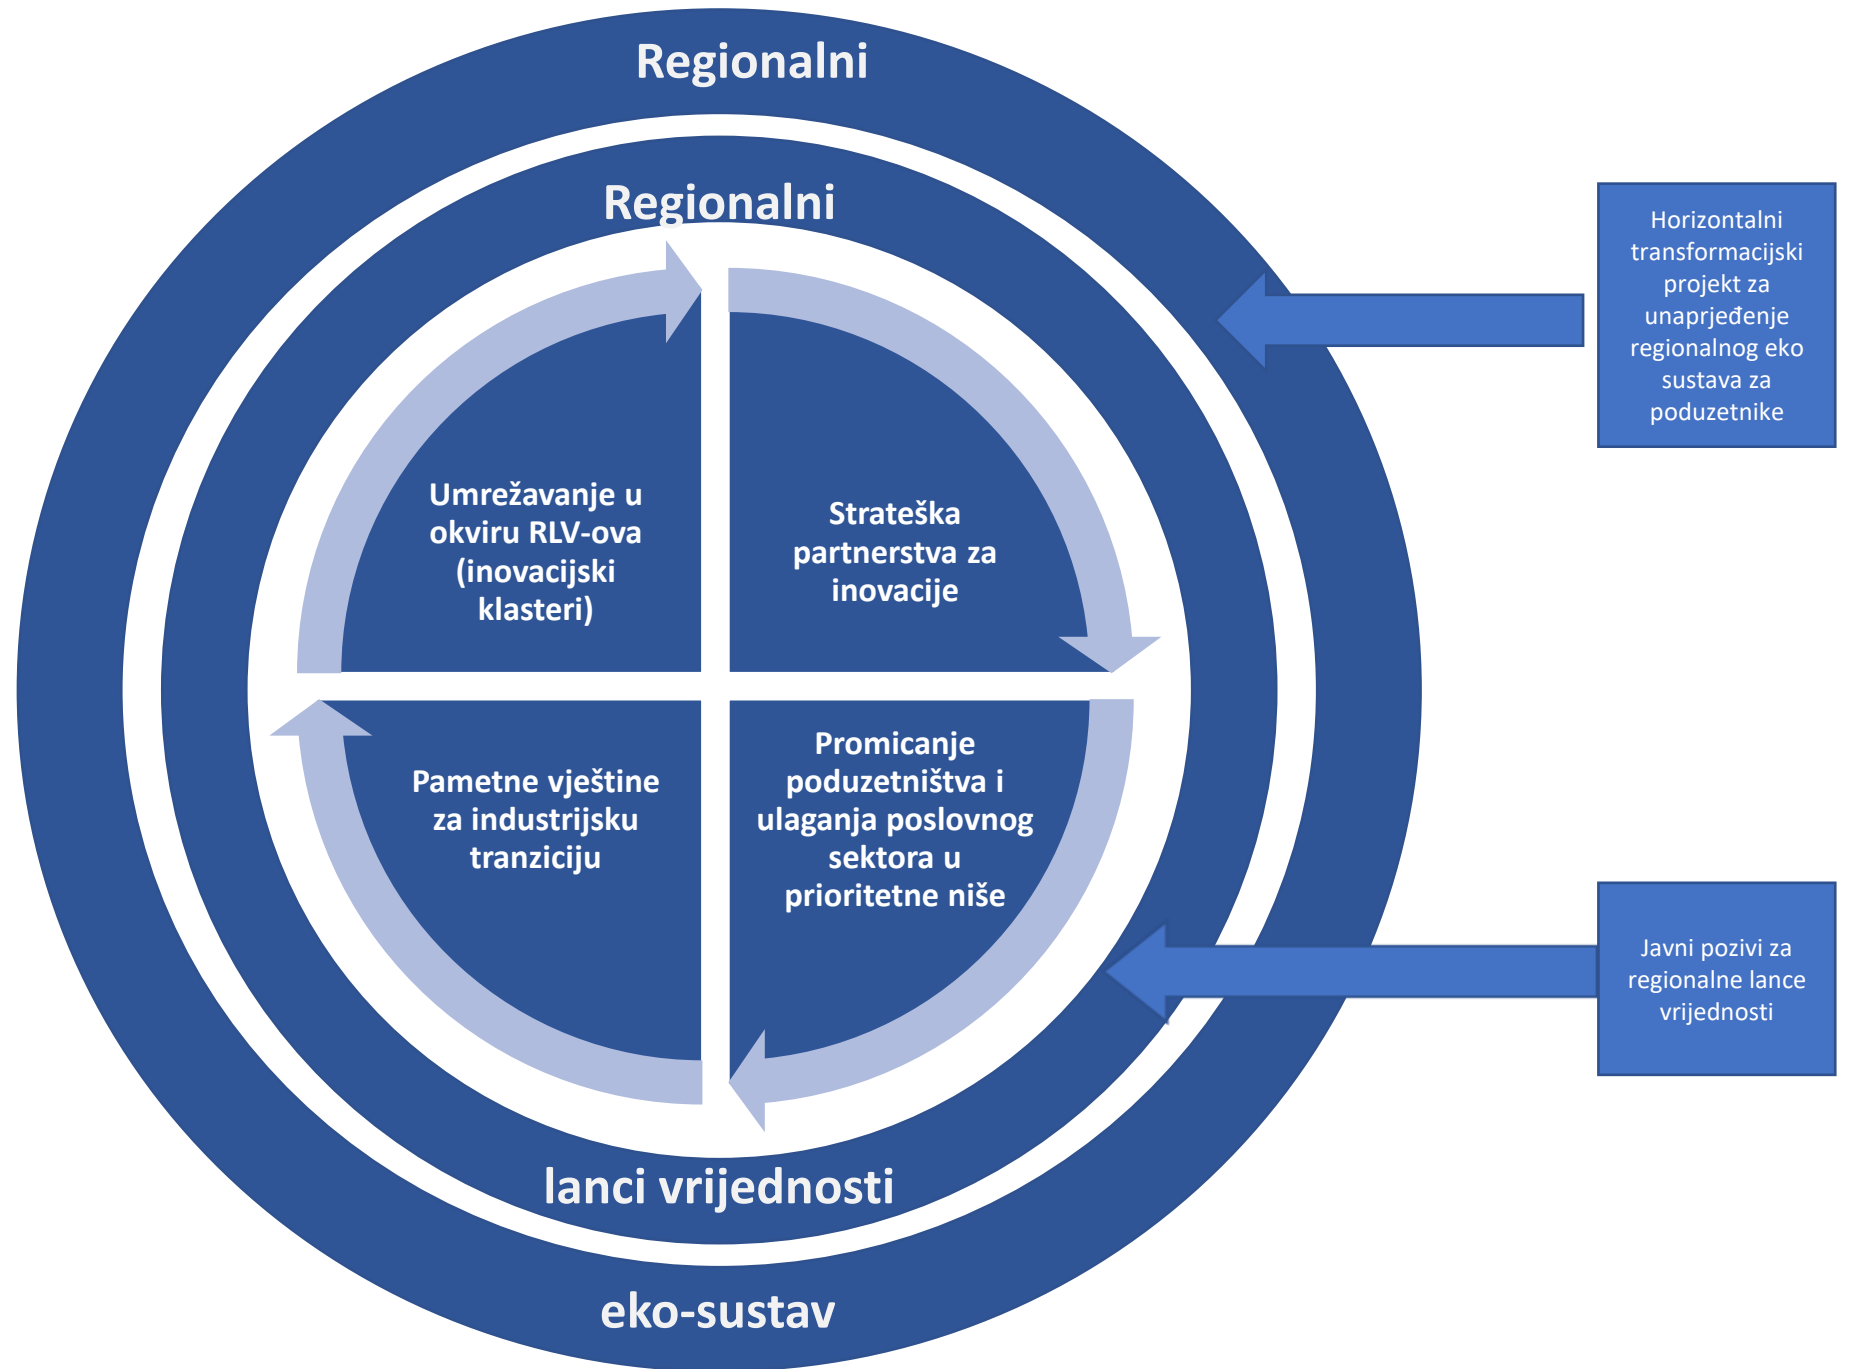 Regionalni
Regionalni
Umrežavanje u
okviru RLV-ova
(inovacijski
klasteri)
Strateška
partnerstva za
inovacije
Pametne vještine
za industrijsku
tranziciju
Promicanje
poduzetništva i
ulaganja poslovnog
sektora u
prioritetne niše
lanci vrijednosti
eko-sustav
Horizontalni
transformacijski
projekt za
unaprjeđenje
regionalnog eko
sustava za
poduzetnike
Javni pozivi za
regionalne lance
vrijednosti